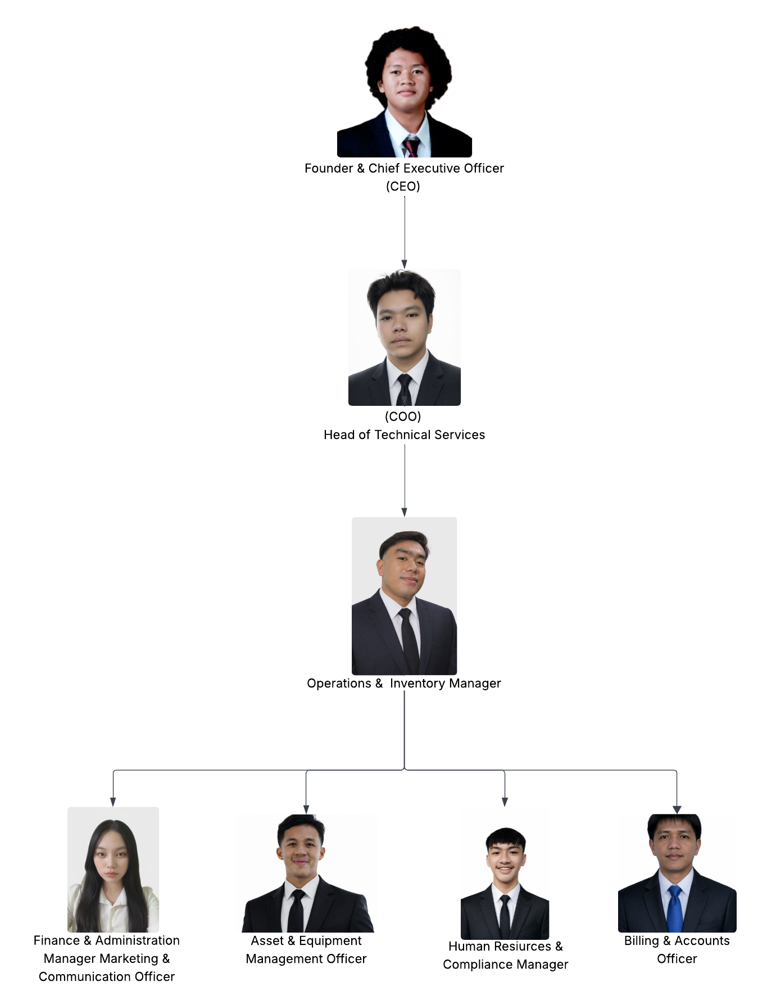 Founder & Chief Executive Officer
(CEO)
(COO)
Head of Technical Services
Operations &  Inventory Manager
Finance & Administration
Manager Marketing &
Communication Officer
Asset & Equipment
Management Officer
Human Resiurces &
Compliance Manager
Billing & Accounts
Officer